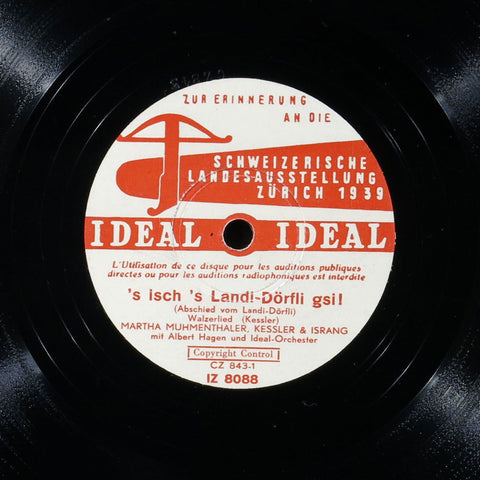 ZUR ERINNERUNG
AN DIE
SCHWEIZERISCHE
LANDESAUSSTELLUNG
ZÜRICH 1939
IDEAL IDEAL
L'Utilisation de ce disque pour les auditions publiques
directes ou pour les auditions radiophoniques est interdite
's isch 's Landi-Dörfli gsi!
(Abschied vom Landi-Dörfli)
Walzerlied (Kessler)
MARTHA MUHMENTHALER, KESSLER & ISRANG
mit Albert Hagen und Ideal-Orchester
Copyright Control
CZ 843-1
IZ 8088